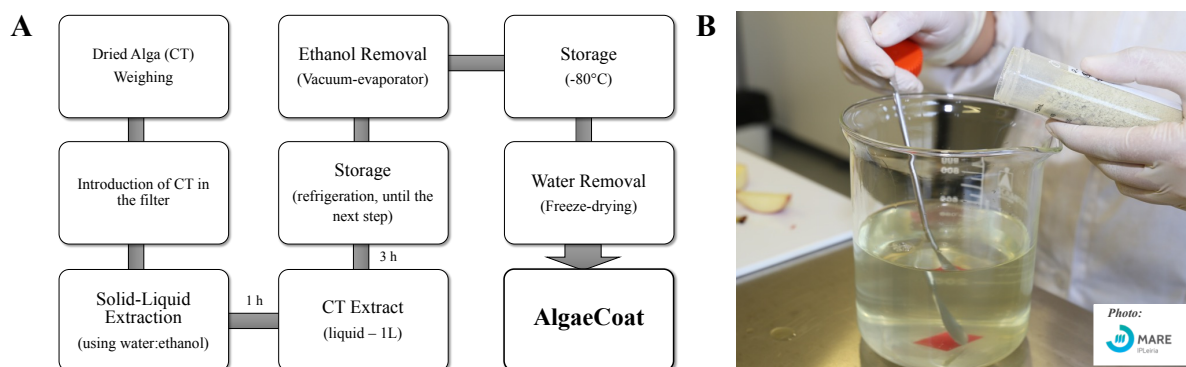 A
Dried Alga (CT)
Weighing
Introduction of CT in
the filter
Solid-Liquid
Extraction
(using water:ethanol)
1 h
CT Extract
(liquid – 1L)
3 h
Storage
(refrigeration, until the
next step)
Ethanol Removal
(Vacuum-evaporator)
Storage
(-80°C)
Water Removal
(Freeze-drying)
AlgaeCoat
B
Photo:
MARE
IPLeiria